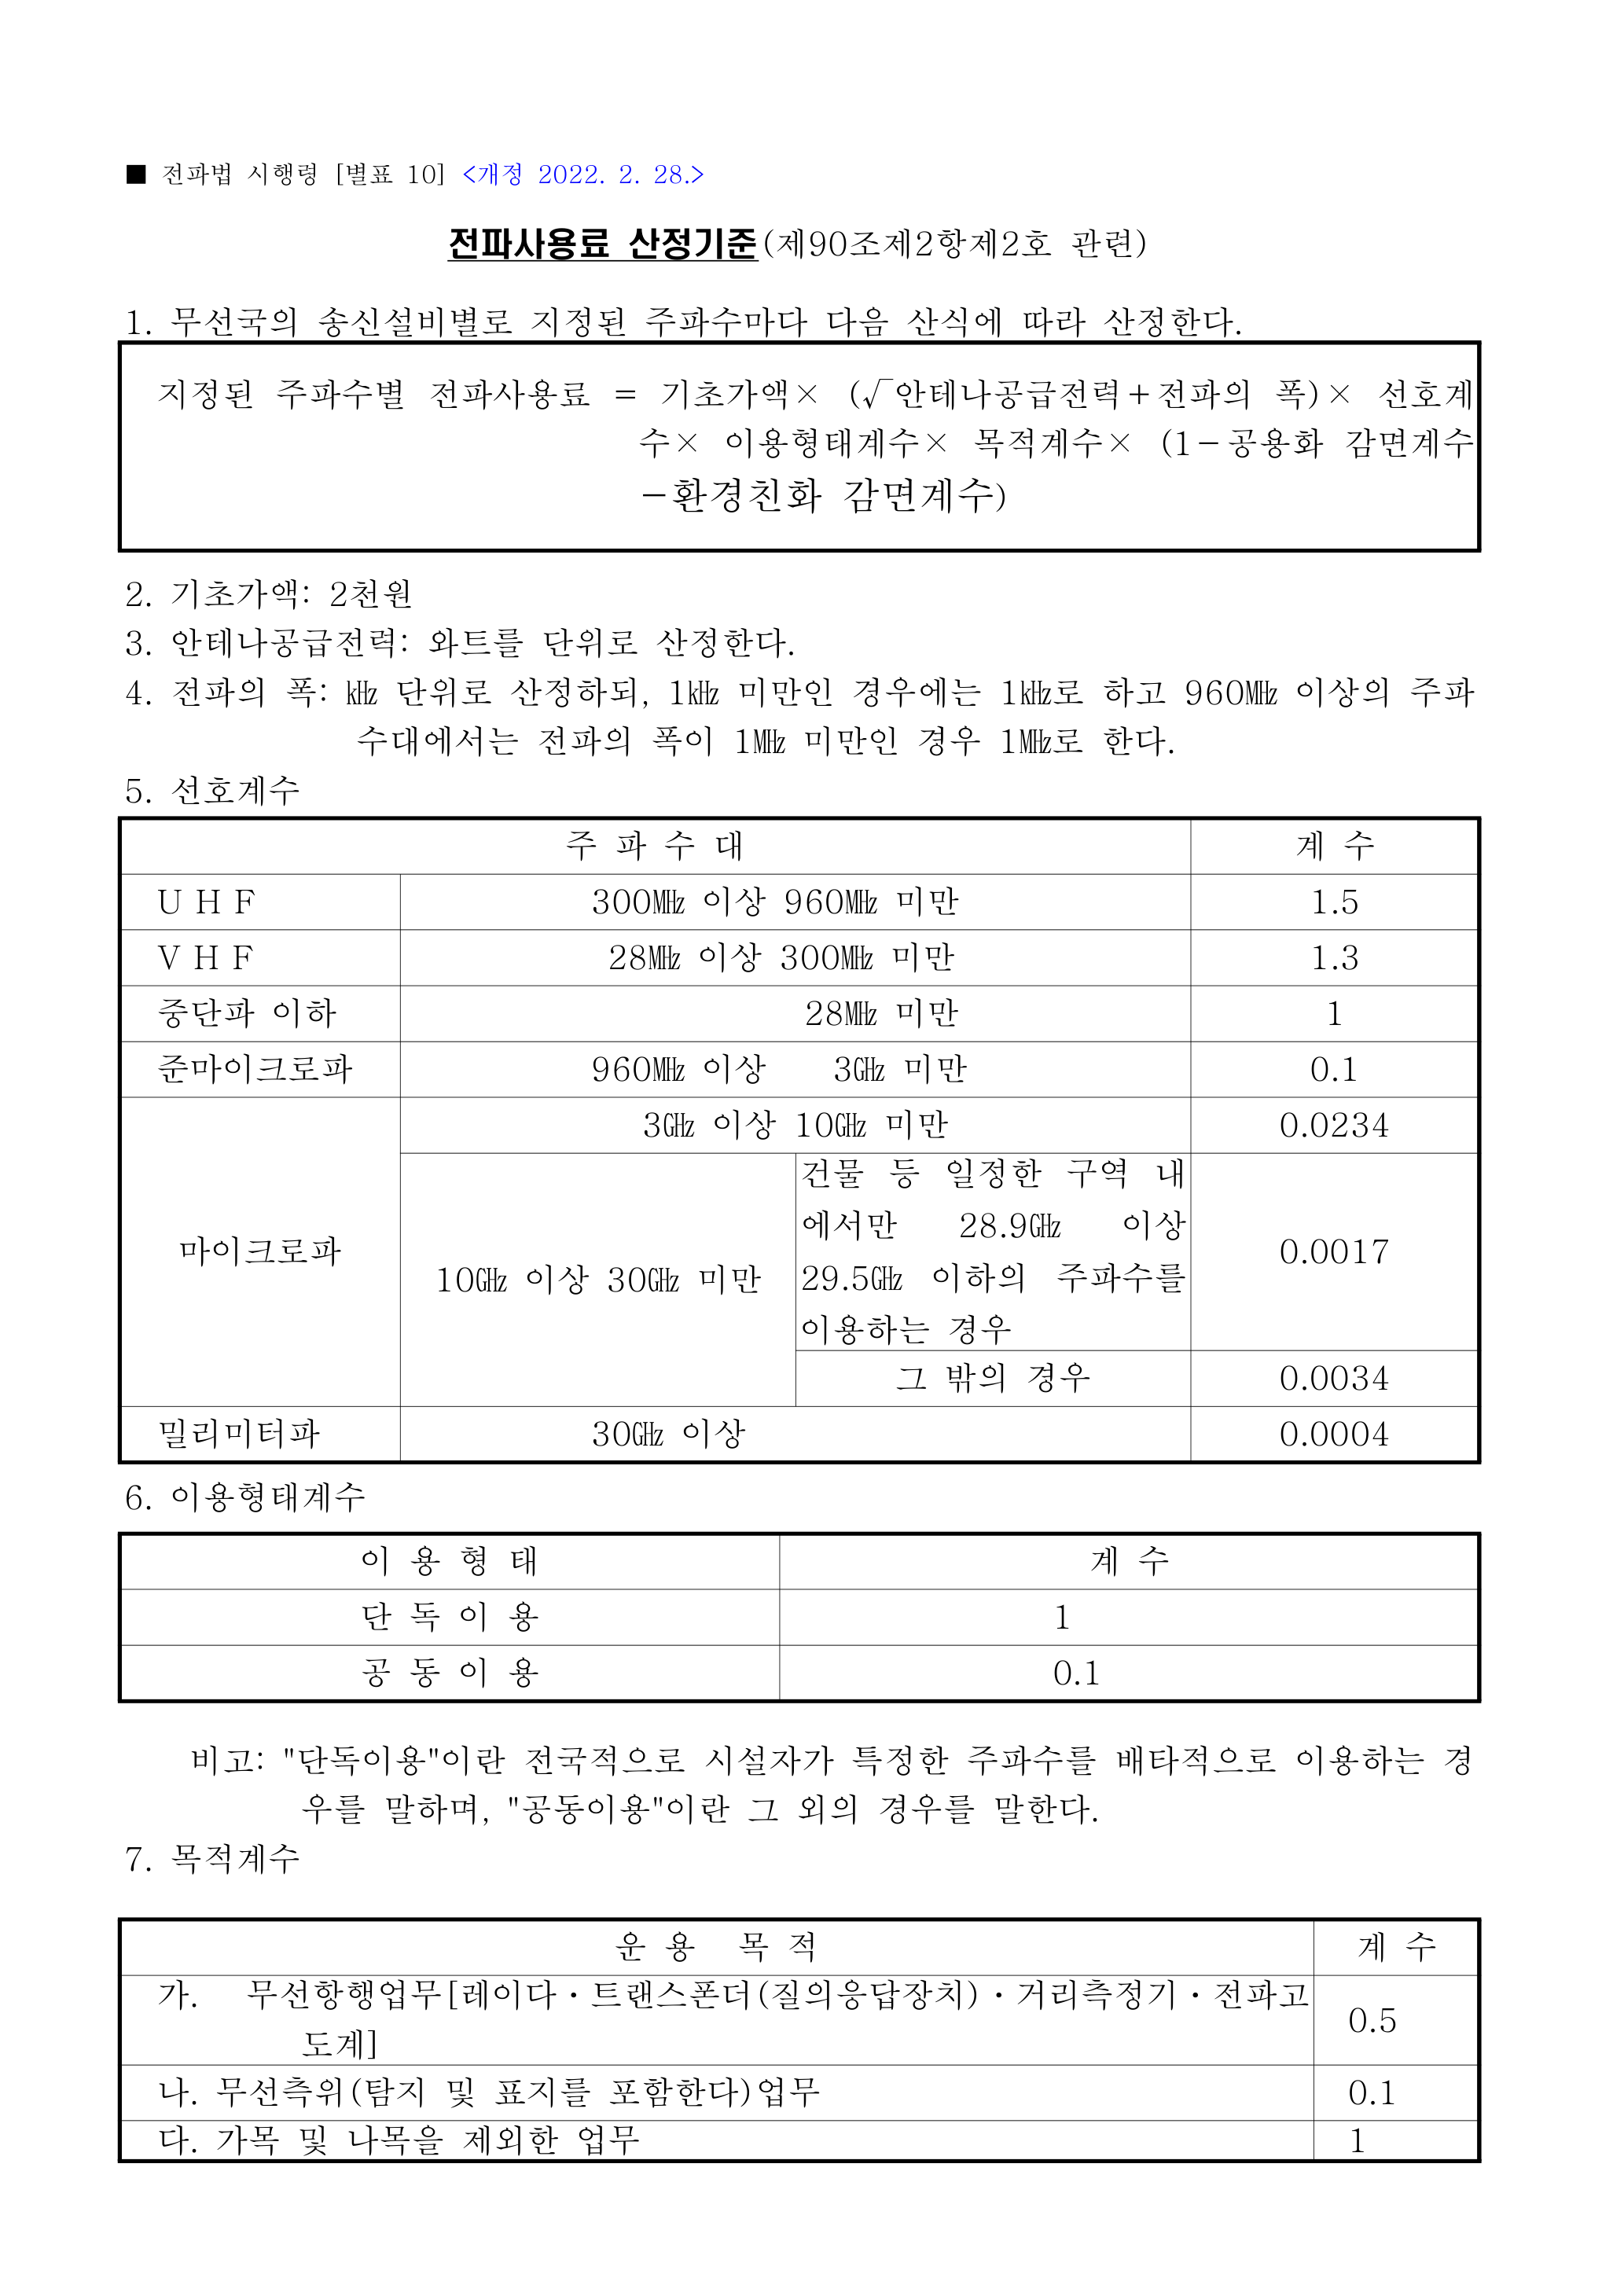 ■ 전파법 시행령 [별표 10] <개정 2022. 2. 28.>
전파사용료 산정기준(제90조제2항제2호 관련)
1. 무선국의 송신설비별로 지정된 주파수마다 다음 산식에 따라 산정한다.
지정된 주파수별 전파사용료 = 기초가액× (√안테나공급전력+전파의 폭)× 선호계
수× 이용형태계수× 목적계수× (1-공용화 감면계수
-환경친화 감면계수)
2. 기초가액: 2천원
3. 안테나공급전력: 와트를 단위로 산정한다.
4. 전파의 폭: ㎑ 단위로 산정하되, 1㎑ 미만인 경우에는 1㎑로 하고 960㎒ 이상의 주파
수대에서는 전파의 폭이 1㎒ 미만인 경우 1㎒로 한다.
5. 선호계수
주 파 수 대 계 수
U H F 300㎒ 이상 960㎒ 미만 1.5
V H F 28㎒ 이상 300㎒ 미만 1.3
중단파 이하 28㎒ 미만 1
준마이크로파 960㎒ 이상 3㎓ 미만 0.1
마이크로파 3㎓ 이상 10㎓ 미만 0.0234
10㎓ 이상 30㎓ 미만 건물 등 일정한 구역 내
에서만 28.9㎓ 이상
29.5㎓ 이하의 주파수를
이용하는 경우 0.0017
그 밖의 경우 0.0034
밀리미터파 30㎓ 이상 0.0004
6. 이용형태계수
이 용 형 태 계 수
단 독 이 용 1
공 동 이 용 0.1
비고: "단독이용"이란 전국적으로 시설자가 특정한 주파수를 배타적으로 이용하는 경
우를 말하며, "공동이용"이란 그 외의 경우를 말한다.
7. 목적계수
운 용 목 적 계 수
가. 무선항행업무[레이다·트랜스폰더(질의응답장치)·거리측정기·전파고
도계] 0.5
나. 무선측위(탐지 및 표지를 포함한다)업무 0.1
다. 가목 및 나목을 제외한 업무 1